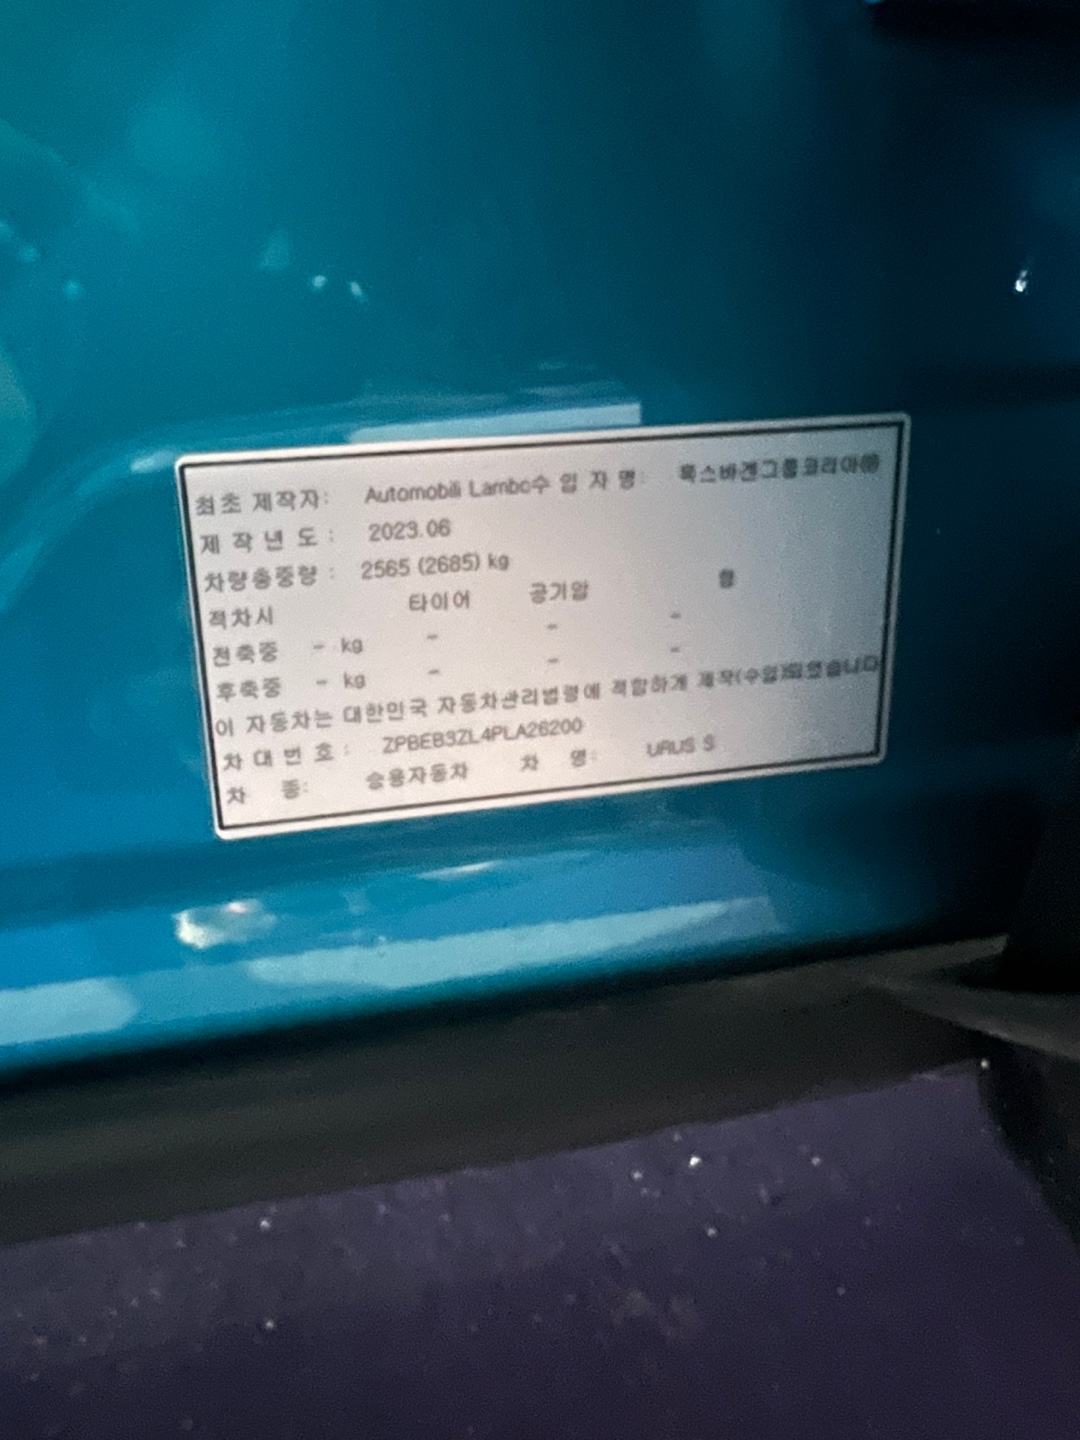 최초 제작자: Automobili Lambo수 입 자 명: 폭스바겐그룹코리아㈜
제 작 년 도 : 2023.06
차량총중량 : 2565 (2685) kg
적차시 타이어 공기압 림
전축중 - kg - - -
후축중 - kg - - -
이 자동차는 대한민국 자동차관리법령에 적합하게 제작(수입)되었습니다
차 대 번 호 : ZPBEB3ZL4PLA26200
차 종: 승용자동차 차 명: URUS S